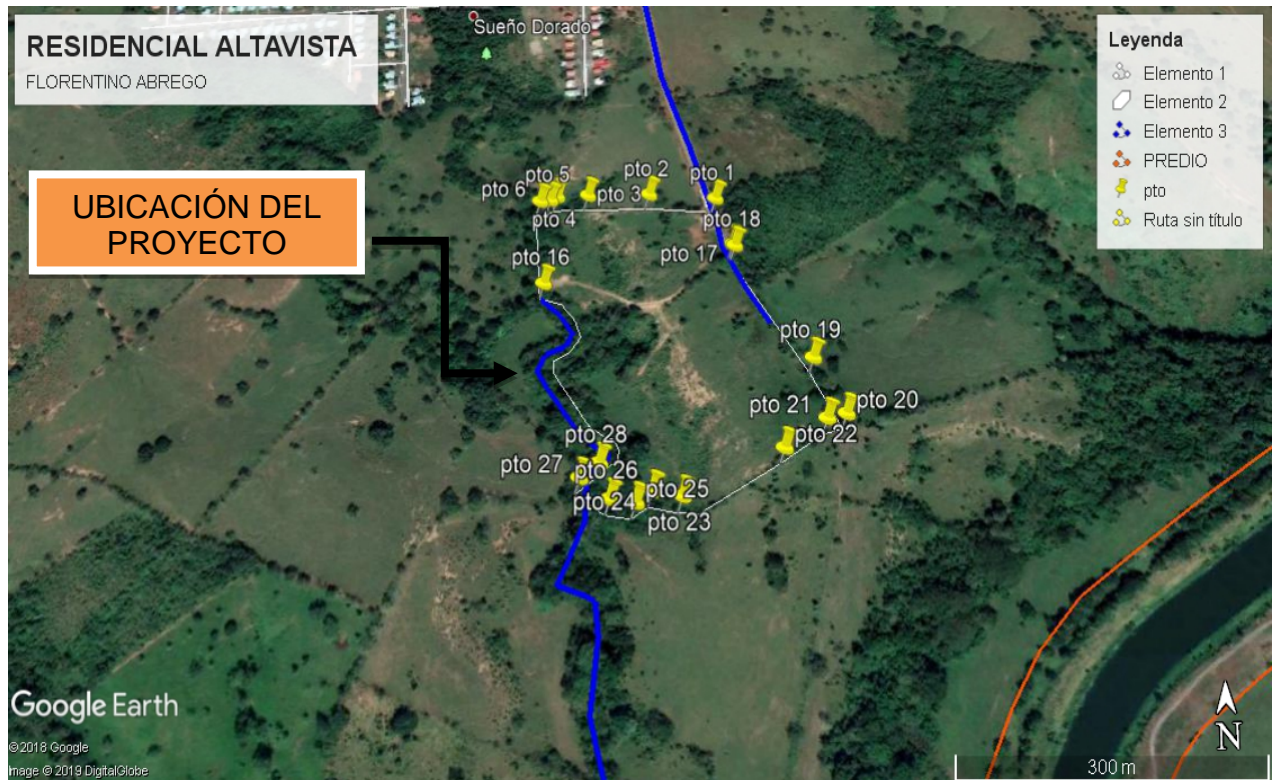 RESIDENCIAL ALTAVISTA
FLORENTINO ABREGO
Sueño Dorado
Leyenda
Elemento 1
Elemento 2
Elemento 3
PREDIO
pto
Ruta sin título
UBICACIÓN DEL
PROYECTO
pto 6
pto 5
pto 4
pto 3
pto 2
pto 1
pto 18
pto 17
pto 16
pto 19
pto 21
pto 20
pto 22
pto 28
pto 27
pto 26
pto 24
pto 25
pto 23
Google Earth
©2018 Google
Image © 2019 DigitalGlobe
N
300 m